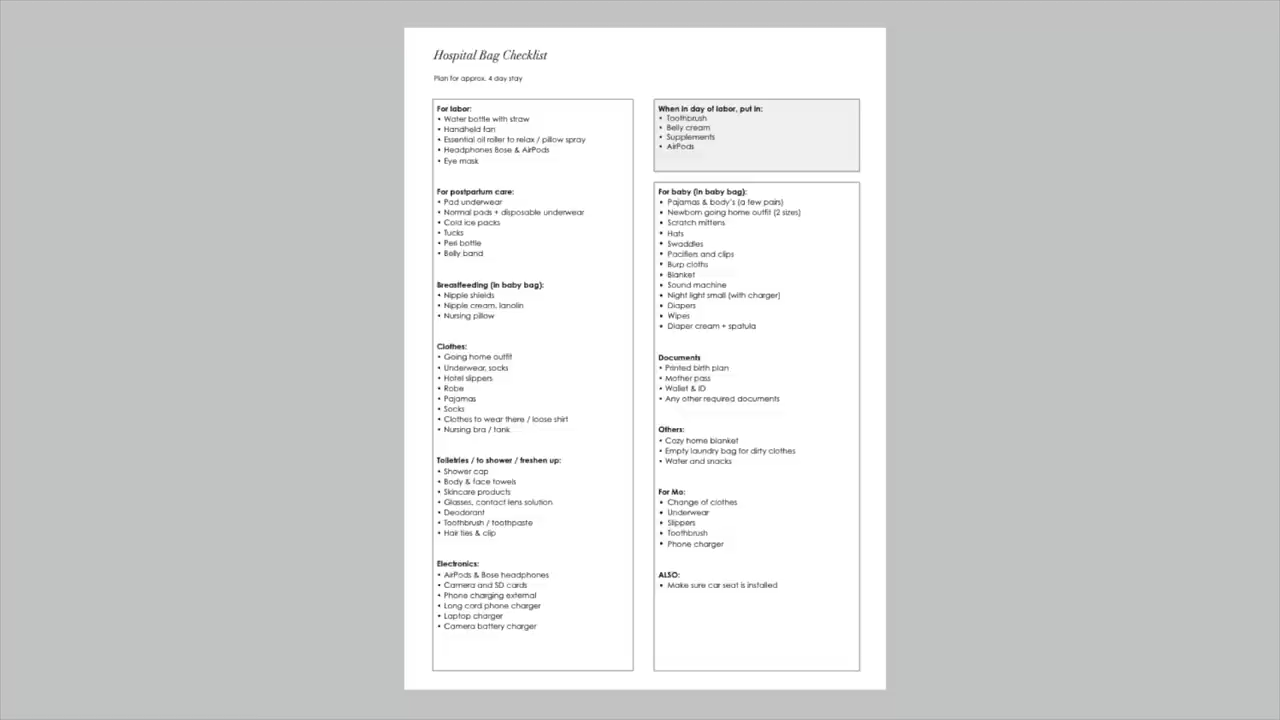 Hospital Bag Checklist
Plan for approx. 4 day stay
For labor:
• Water bottle with straw
• Handheld fan
• Essential oil roller to relax / pillow spray
• Headphones Bose & AirPods
• Eye mask
For postpartum care:
• Pad underwear
• Normal pads + disposable underwear
• Cold ice packs
• Tucks
• Peri bottle
• Belly band
Breastfeeding (in baby bag):
• Nipple shields
• Nipple cream, lanolin
• Nursing pillow
Clothes:
• Going home outfit
• Underwear, socks
• Hotel slippers
• Robe
• Pajamas
• Socks
• Clothes to wear there / loose shirt
• Nursing bra / tank
Toiletries / to shower / freshen up:
• Shower cap
• Body & face towels
• Skincare products
• Glasses, contact lens solution
• Deodorant
• Toothbrush / toothpaste
• Hair ties & clip
Electronics:
• AirPods & Bose headphones
• Camera and SD cards
• Phone charging external
• Long cord phone charger
• Laptop charger
• Camera battery charger
When in day of labor, put in:
• Toothbrush
• Belly cream
• Supplements
• AirPods
For baby (in baby bag):
• Pajamas & body's (a few pairs)
• Newborn going home outfit (2 sizes)
• Scratch mittens
• Hats
• Swaddles
• Pacifiers and clips
• Burp cloths
• Blanket
• Sound machine
• Night light small (with charger)
• Diapers
• Wipes
• Diaper cream + spatula
Documents
• Printed birth plan
• Mother pass
• Wallet & ID
• Any other required documents
Others:
• Cozy home blanket
• Empty laundry bag for dirty clothes
• Water and snacks
For Mo:
• Change of clothes
• Underwear
• Slippers
• Toothbrush
• Phone charger
ALSO:
• Make sure car seat is installed